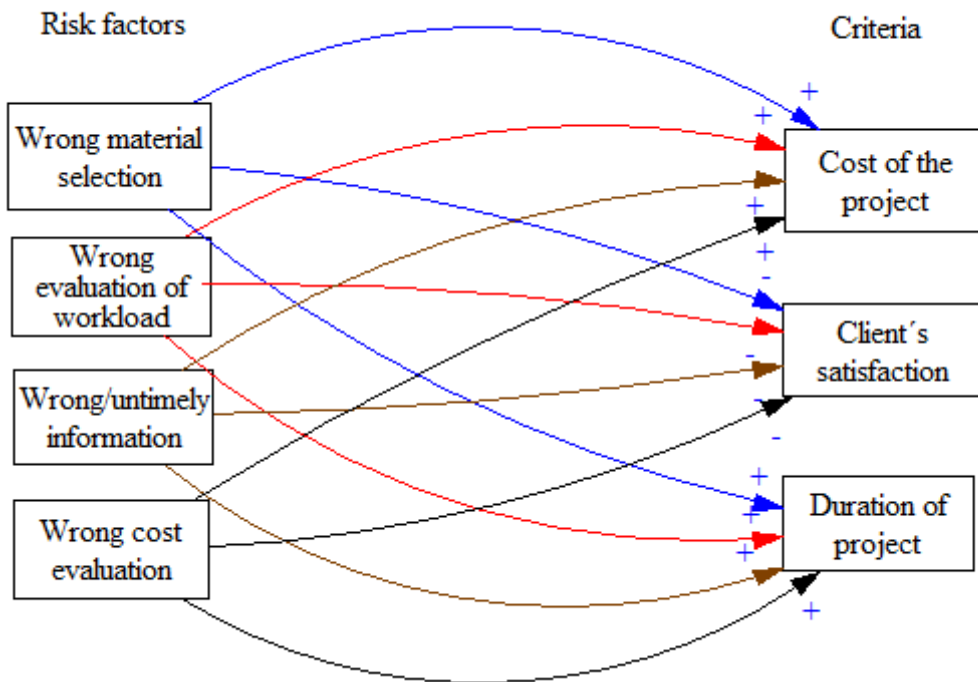 Risk factors
Criteria
Wrong material
selection
Wrong
evaluation of
workload
Wrong/untimely
information
Wrong cost
evaluation
+
+
+
+
Cost of the
project
-
-
-
-
Client´s
satisfaction
+
+
+
+
Duration of
project